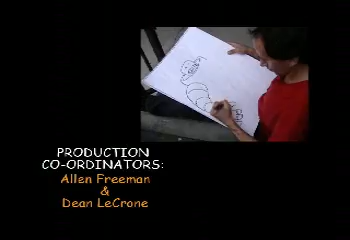 PRODUCTION
CO-ORDINATORS:
Allen Freeman
&
Dean LeCrone